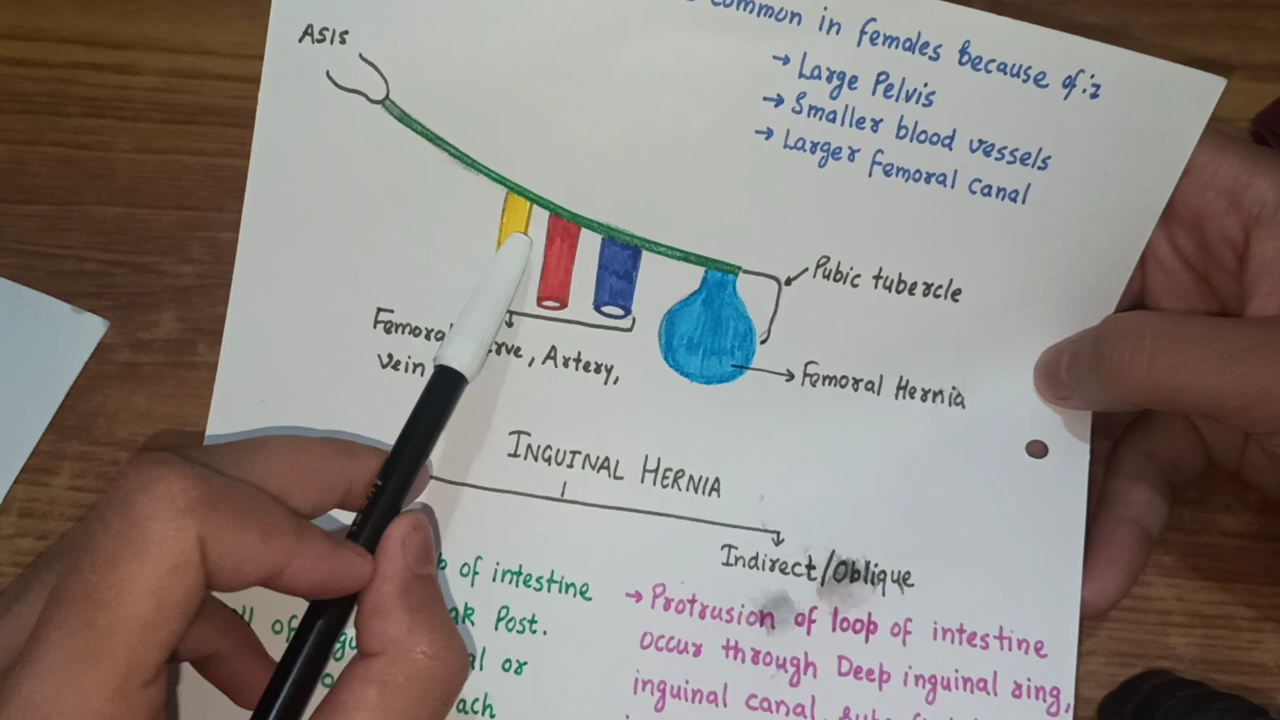 common in females because of:
→ Large Pelvis
→ Smaller blood vessels
→ Larger femoral canal
ASIS
Pubic tubercle
Artery,
vein
Femoral Hernia
INGUINAL HERNIA
Indirect/Oblique
of intestine
Post.
or
→ Protrusion of loop of intestine
occur through Deep inguinal ring,
inguinal canal,